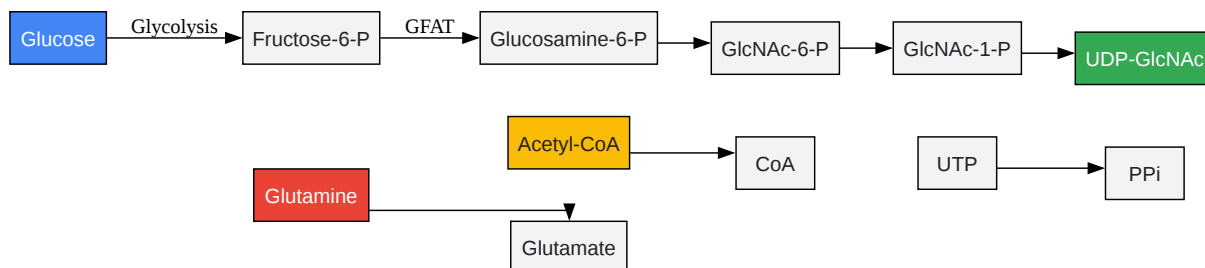 Glucose
Glycolysis
Fructose-6-P
GFAT
Glucosamine-6-P
GlcNAc-6-P
GlcNAc-1-P
UDP-GlcNAc
Acetyl-CoA
CoA
UTP
PPi
Glutamine
Glutamate